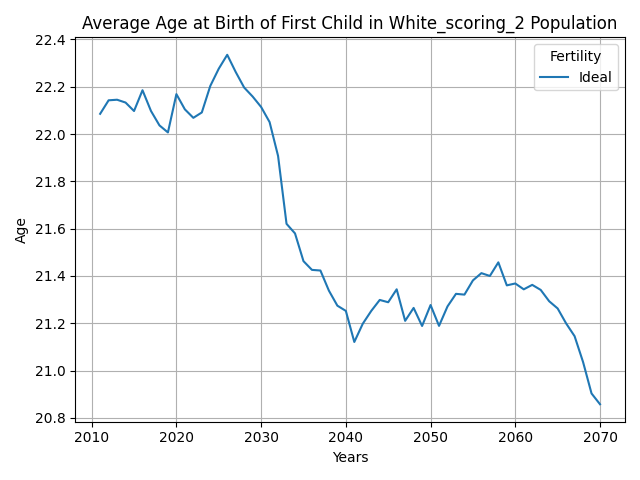 Average Age at Birth of First Child in White_scoring_2 Population
22.4
22.2
22.0
21.8
21.6
21.4
21.2
21.0
20.8
Age
Fertility
Ideal
2010 2020 2030 2040 2050 2060 2070
Years